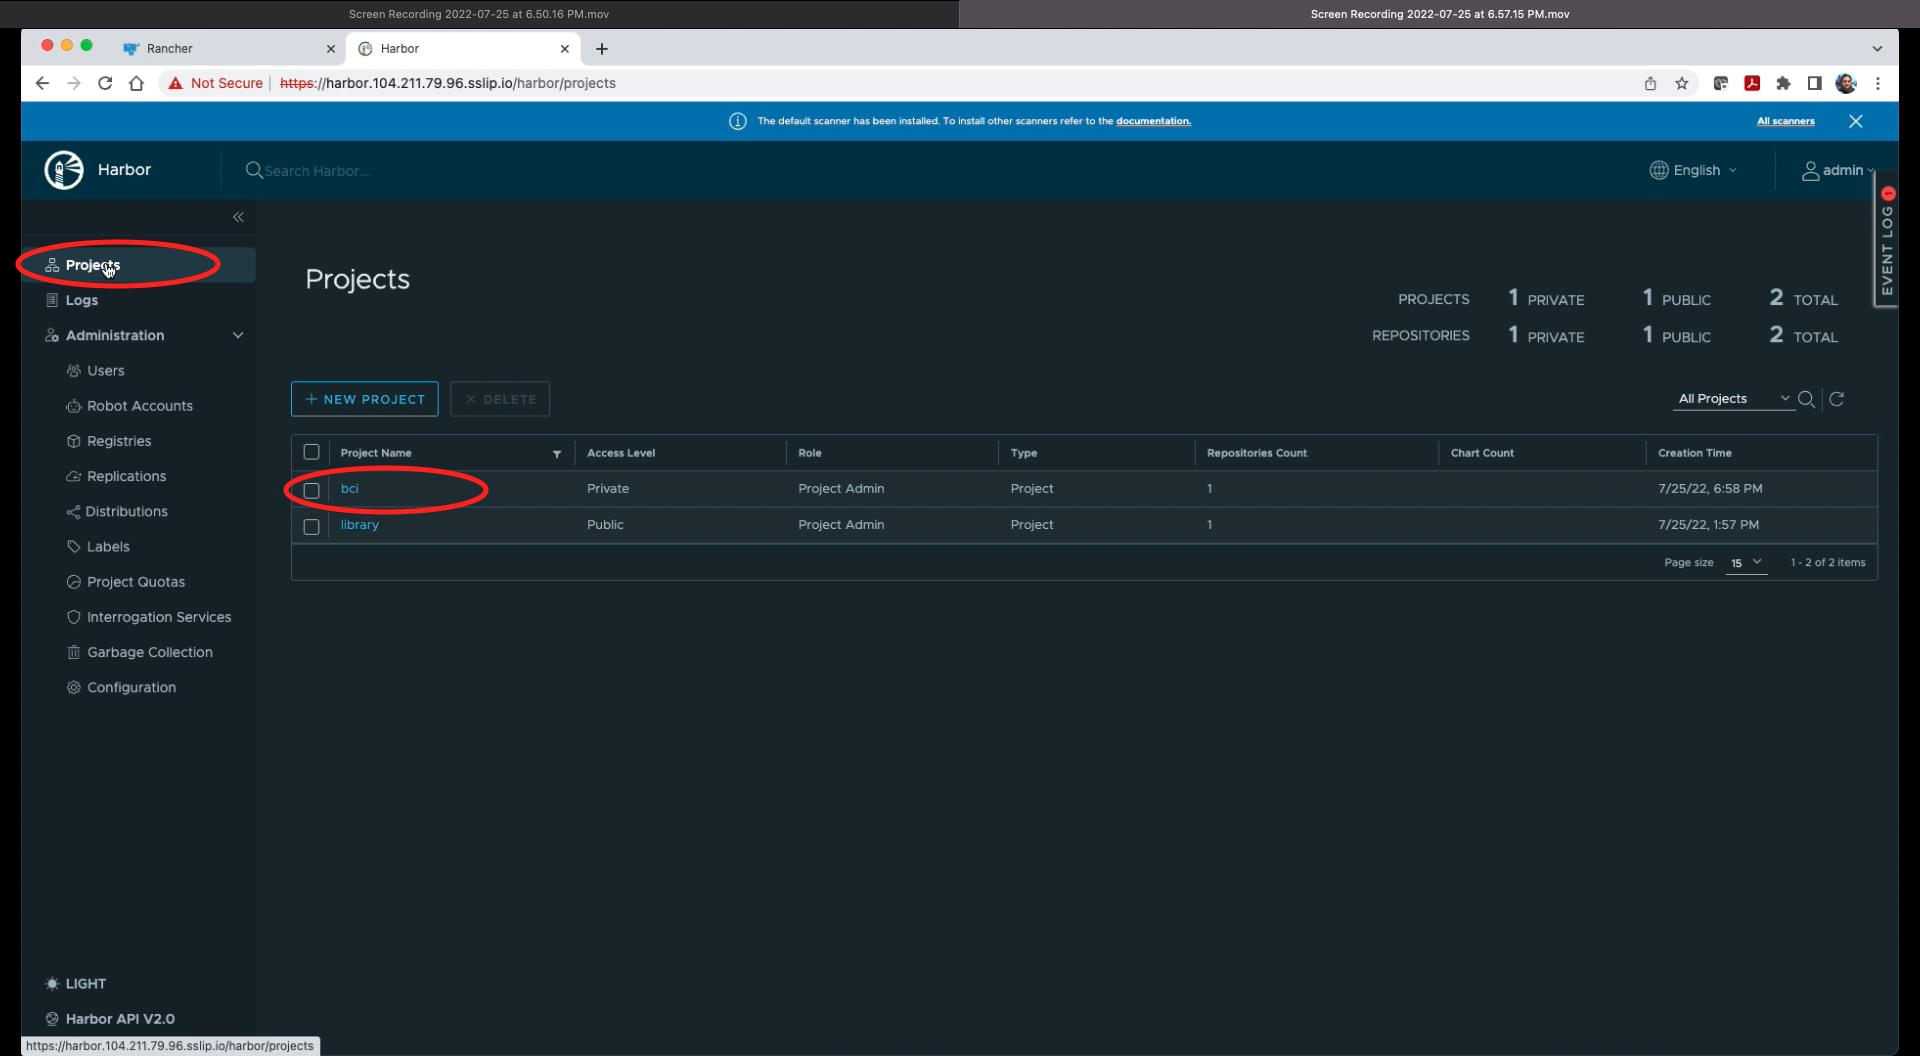 Screen Recording 2022-07-25 at 6.50.16 PM.mov
Screen Recording 2022-07-25 at 6.57.15 PM.mov
Rancher
Harbor
Not Secure
https://harbor.104.211.79.96.sslip.io/harbor/projects
The default scanner has been installed. To install other scanners refer to the documentation.
All scanners
Harbor
Search Harbor...
English
admin
EVENT LOG 1
Projects
Logs
Administration
Users
Robot Accounts
Registries
Replications
Distributions
Labels
Project Quotas
Interrogation Services
Garbage Collection
Configuration
LIGHT
Harbor API V2.0
Projects
PROJECTS 1 PRIVATE 1 PUBLIC 2 TOTAL
REPOSITORIES 1 PRIVATE 1 PUBLIC 2 TOTAL
+ NEW PROJECT
× DELETE
All Projects
Project Name Access Level Role Type Repositories Count Chart Count Creation Time
bci Private Project Admin Project 1 7/25/22, 6:58 PM
library Public Project Admin Project 1 7/25/22, 1:57 PM
Page size 15 1 - 2 of 2 items
https://harbor.104.211.79.96.sslip.io/harbor/projects